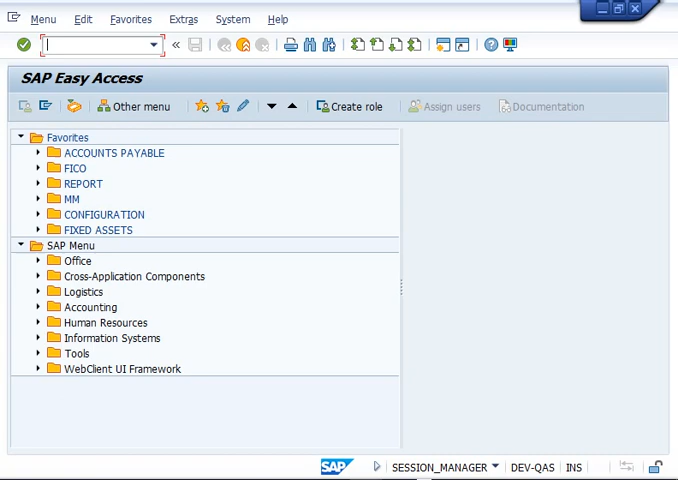 Menu Edit Favorites Extras System Help
SAP Easy Access
Other menu Create role Assign users Documentation
Favorites
ACCOUNTS PAYABLE
FICO
REPORT
MM
CONFIGURATION
FIXED ASSETS
SAP Menu
Office
Cross-Application Components
Logistics
Accounting
Human Resources
Information Systems
Tools
WebClient UI Framework
SAP SESSION_MANAGER DEV-QAS INS